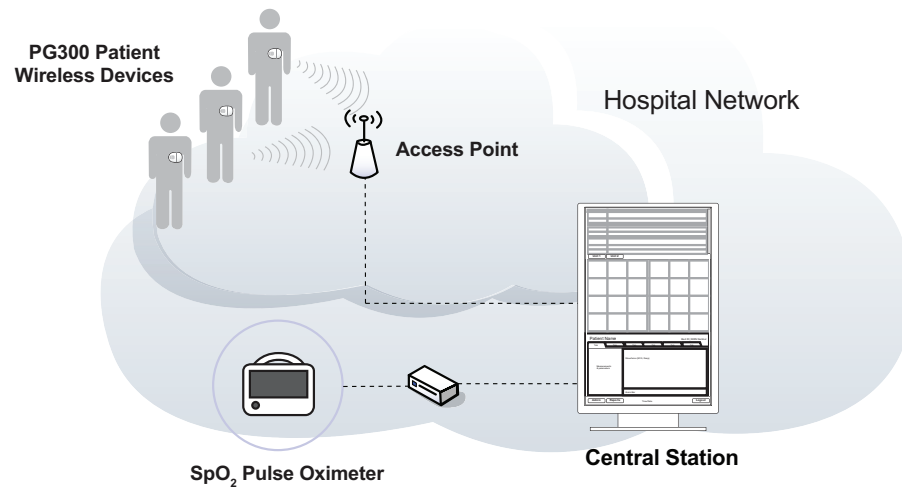 PG300 Patient
Wireless Devices
Hospital Network
Access Point
Patient Name
SpO2 Pulse Oximeter
Central Station